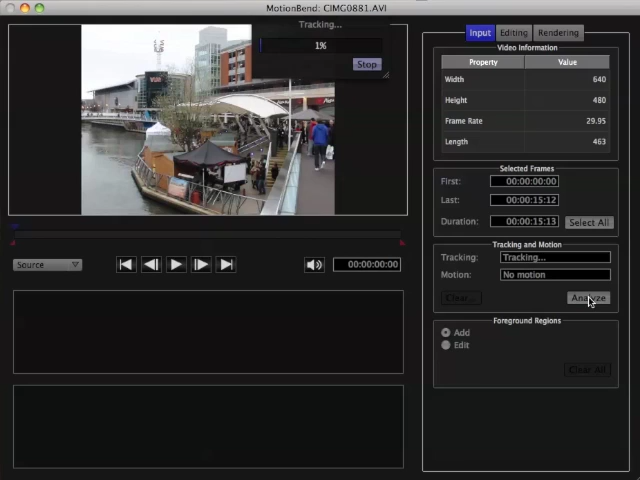 MotionBend: CIMG0881.AVI
Tracking...
1%
Stop
Input
Editing
Rendering
Video Information
Property Value
Width 640
Height 480
Frame Rate 29.95
Length 463
Selected Frames
First: 00:00:00:00
Last: 00:00:15:12
Duration: 00:00:15:13
Select All
Tracking and Motion
Tracking: Tracking...
Motion: No motion
Clear...
Analyze
Source
00:00:00:00
Foreground Regions
Add
Edit
Clear All